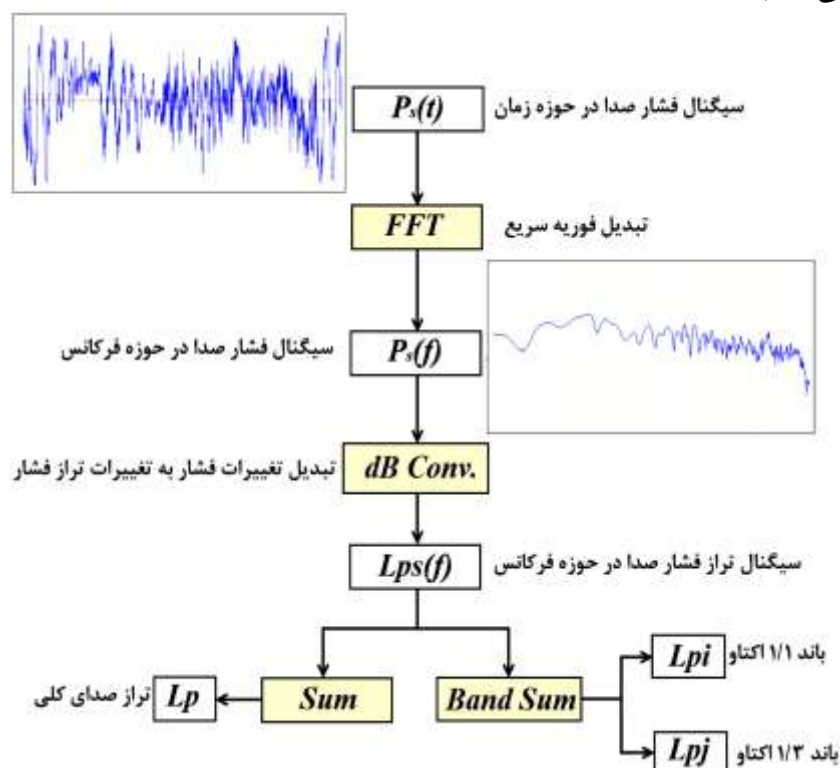 P_s(t)
سیگنال فشار صدا در حوزه زمان
FFT
تبدیل فوریه سریع
P_s(f)
سیگنال فشار صدا در حوزه فرکانس
dB Conv.
تبدیل تغییرات فشار به تغییرات تراز فشار
Lps(f)
سیگنال تراز فشار صدا در حوزه فرکانس
Lpi
باند ۱/۱ اکتاو
تراز صدای کلی
Lp
Sum
Band Sum
Lpj
باند ۱/۳ اکتاو